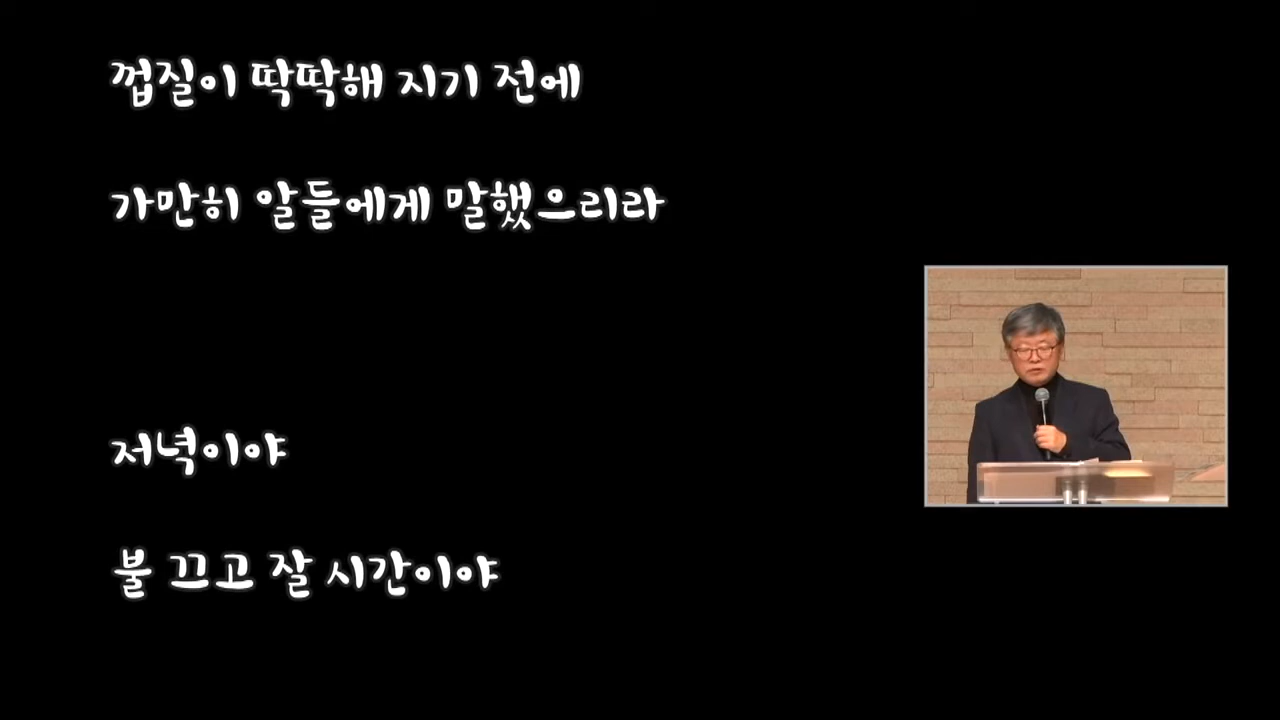 껍질이 딱딱해 지기 전에
가만히 알들에게 말했으리라
저녁이야
불 끄고 잘 시간이야